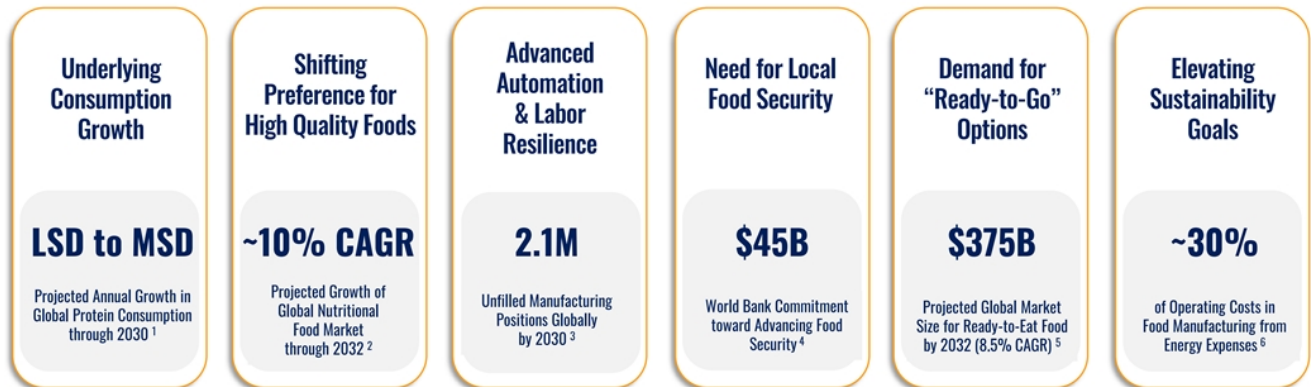 Underlying
Consumption
Growth
LSD to MSD
Projected Annual Growth in
Global Protein Consumption
through 2030 1
Shifting
Preference for
High Quality Foods
~10% CAGR
Projected Growth of
Global Nutritional
Food Market
through 2032 2
Advanced
Automation
& Labor
Resilience
2.1M
Unfilled Manufacturing
Positions Globally
by 2030 3
Need for Local
Food Security
$45B
World Bank Commitment
toward Advancing Food
Security 4
Demand for
“Ready-to-Go”
Options
$375B
Projected Global Market
Size for Ready-to-Eat Food
by 2032 (8.5% CAGR) 5
Elevating
Sustainability
Goals
~30%
of Operating Costs in
Food Manufacturing from
Energy Expenses 6